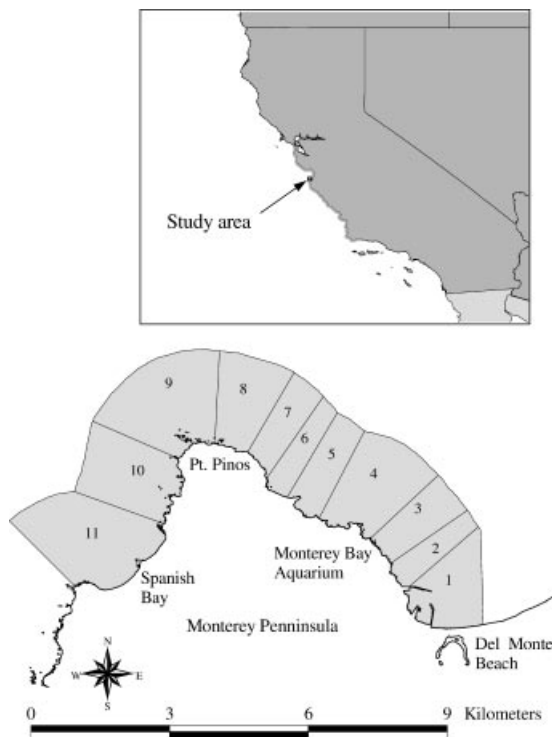 Study area
9
8
7
6
5
4
3
2
1
10
11
Pt. Pinos
Monterey Bay
Aquarium
Spanish
Bay
Monterey Penninsula
Del Monte
Beach
N
W
E
S
0
3
6
9
Kilometers